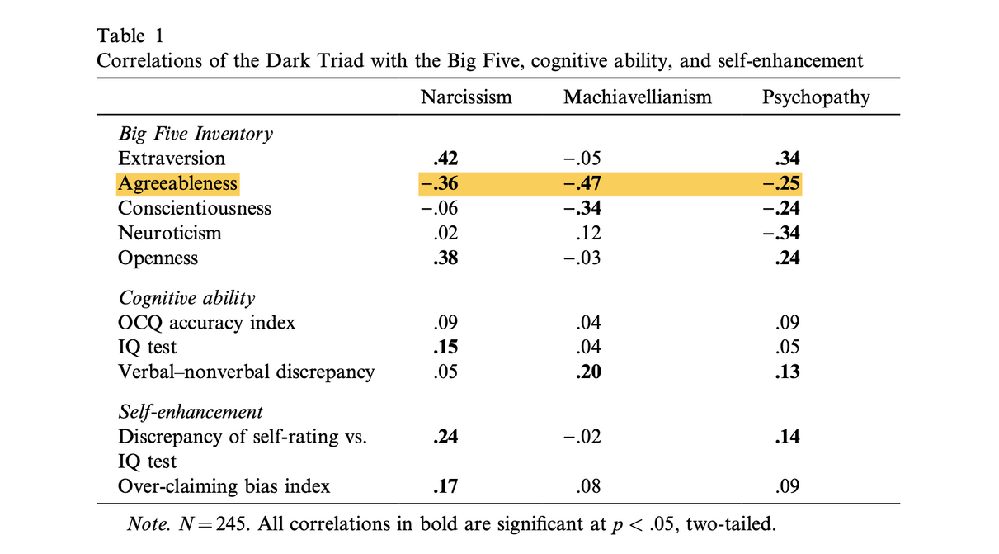 Table 1
Correlations of the Dark Triad with the Big Five, cognitive ability, and self-enhancement
Narcissism Machiavellianism Psychopathy
Big Five Inventory
Extraversion .42 −.05 .34
Agreeableness −.36 −.47 −.25
Conscientiousness −.06 −.34 −.24
Neuroticism .02 .12 −.34
Openness .38 −.03 .24
Cognitive ability
OCQ accuracy index .09 .04 .09
IQ test .15 .04 .05
Verbal–nonverbal discrepancy .05 .20 .13
Self-enhancement
Discrepancy of self-rating vs. .24 −.02 .14
IQ test
Over-claiming bias index .17 .08 .09
Note. N = 245. All correlations in bold are significant at p < .05, two-tailed.